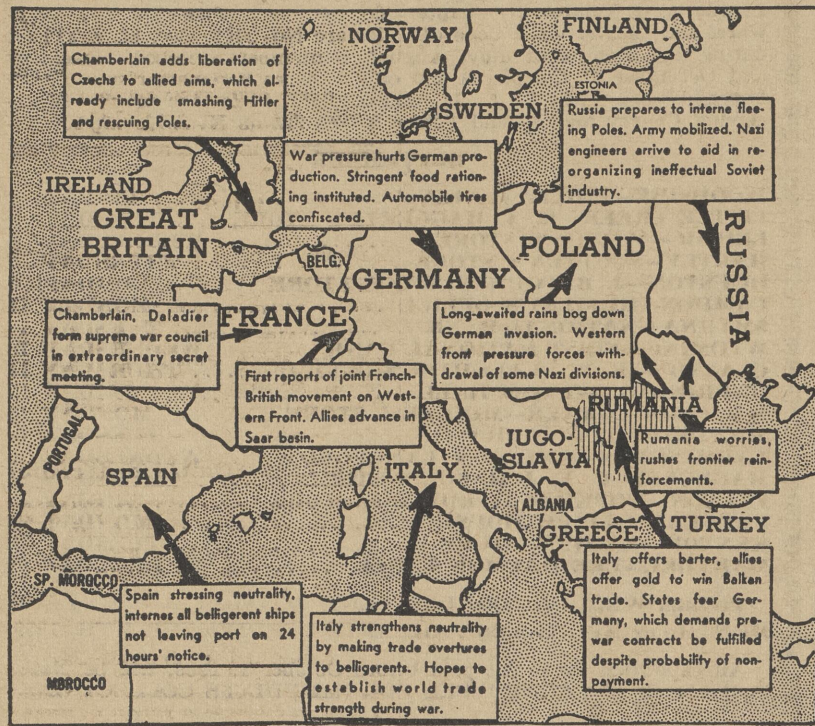 NORWAY
FINLAND
Chamberlain adds liberation of
Czechs to allied aims, which al-
ready include smashing Hitler
and rescuing Poles.
ESTONIA
SWEDEN
Russia prepares to interne flee-
ing Poles. Army mobilized. Nazi
engineers arrive to aid in re-
organizing ineffectual Soviet
industry.
War pressure hurts German pro-
duction. Stringent food ration-
ing instituted. Automobile tires
confiscated.
IRELAND
GREAT
BRITAIN
BELG.
GERMANY
POLAND
RUSSIA
Chamberlain, Daladier
form supreme war council
in extraordinary secret
meeting.
FRANCE
Long-awaited rains bog down
German invasion. Western
front pressure forces with-
drawal of some Nazi divisions.
First reports of joint French-
British movement on West-
ern Front. Allies advance in
Saar basin.
RUMANIA
PORTUGAL
SPAIN
ITALY
JUGO-
SLAVIA
Rumania worries,
rushes frontier rein-
forcements.
ALBANIA
GREECE
TURKEY
SP. MOROCCO
Spain stressing neutrality,
internes all belligerent ships
not leaving port on 24
hours' notice.
Italy strengthens neutrality
by making trade overtures
to belligerents. Hopes to
establish world trade
strength during war.
Italy offers barter, allies
offer gold to win Balkan
trade. States fear Ger-
many, which demands pre-
war contracts be fulfilled
despite probability of non-
payment.
MBROCCO